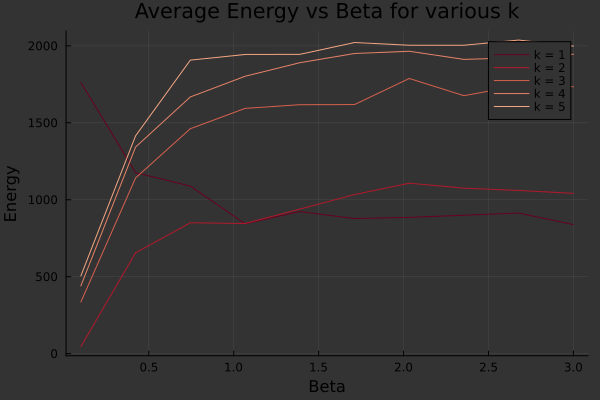 Average Energy vs Beta for various k
Energy
2000
1500
1000
500
0
k = 1
k = 2
k = 3
k = 4
k = 5
0.5
1.0
1.5
2.0
2.5
3.0
Beta